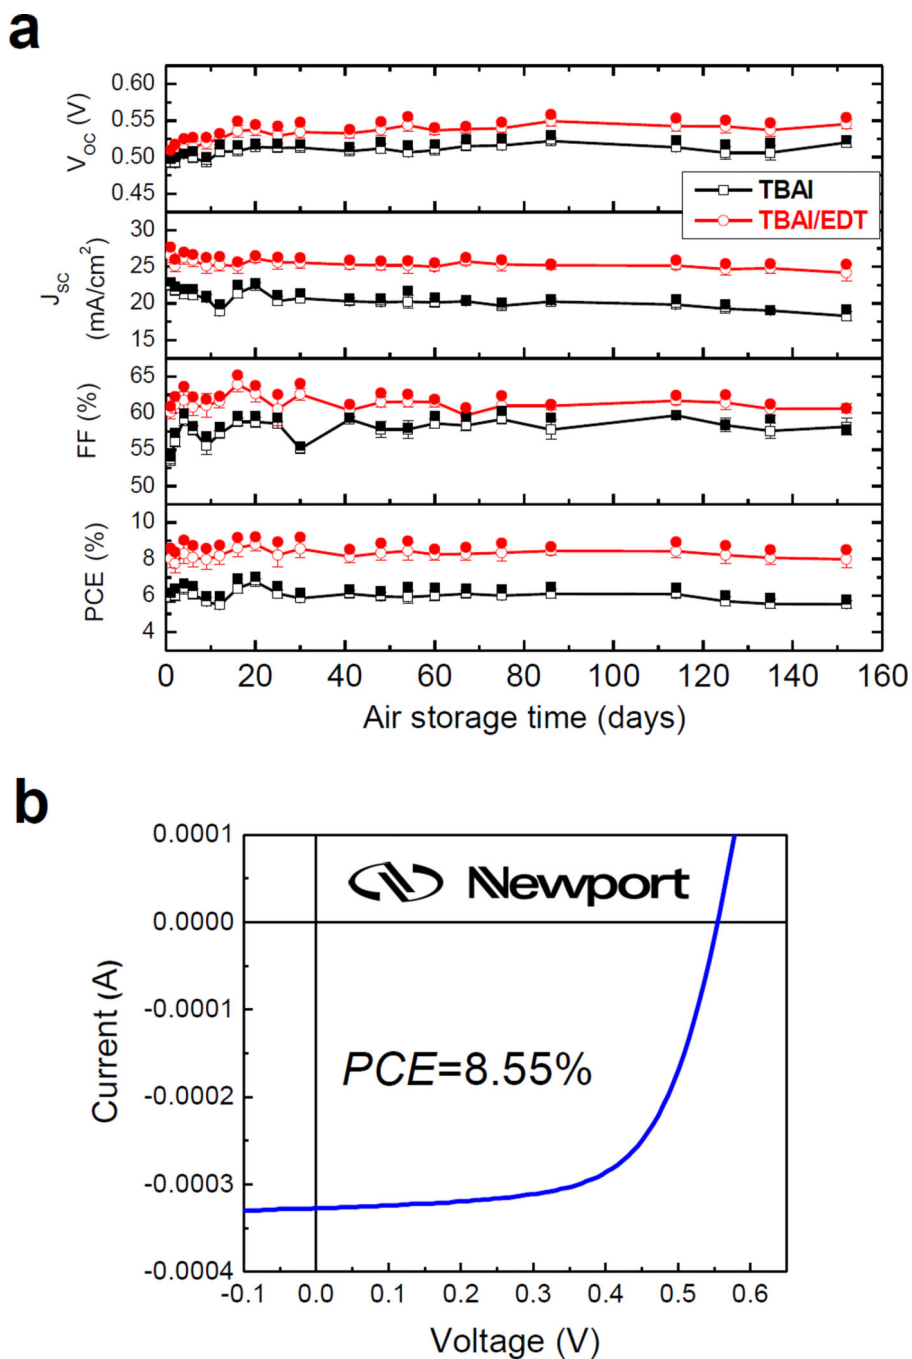 a
V_oc (V)
0.60
0.55
0.50
0.45
TBAI
TBAI/EDT
J_sc
(mA/cm²)
30
25
20
15
FF (%)
65
60
55
50
PCE (%)
10
8
6
4
0 20 40 60 80 100 120 140 160
Air storage time (days)
b
Current (A)
0.0001
0.0000
-0.0001
-0.0002
-0.0003
-0.0004
Newport
PCE=8.55%
-0.1 0.0 0.1 0.2 0.3 0.4 0.5 0.6
Voltage (V)